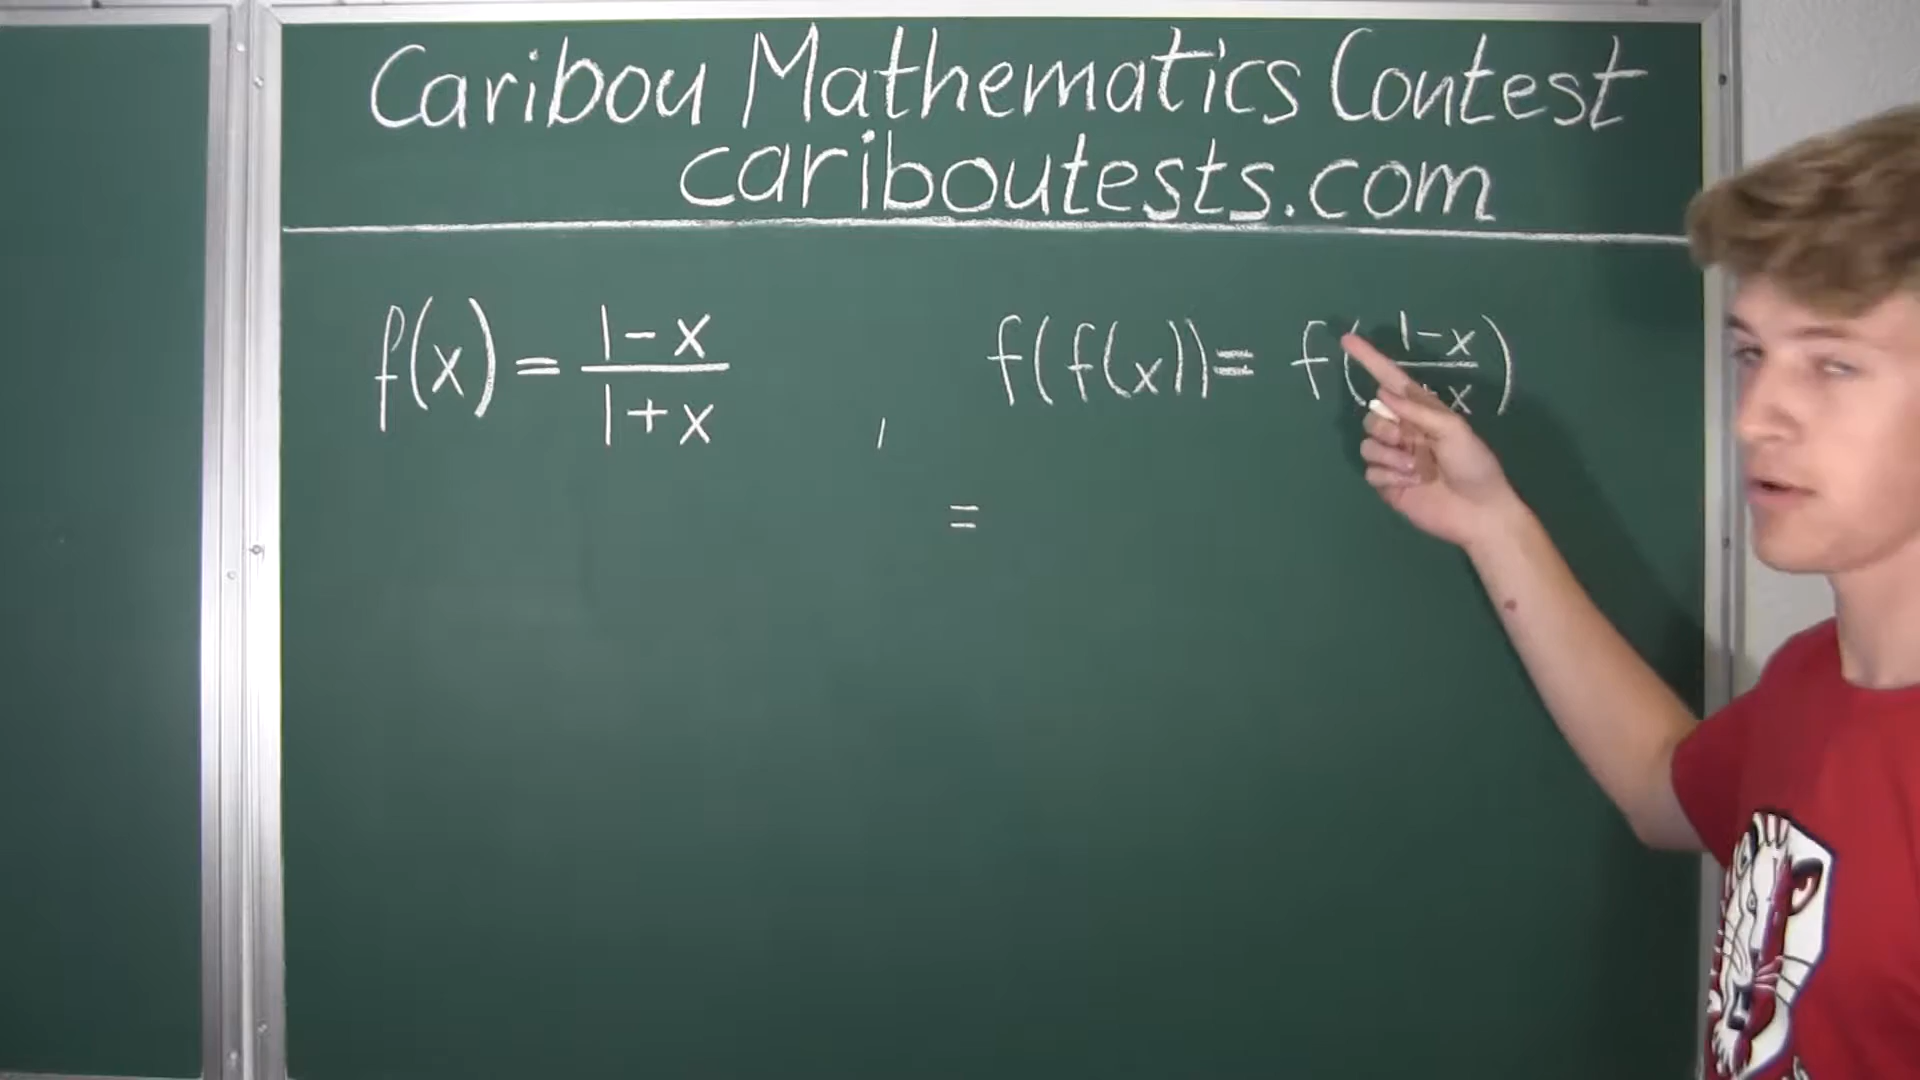 Caribou Mathematics Contest
cariboutests.com
f(x) = 1-x / 1+x , f(f(x)) = f(1-x / +x)
=